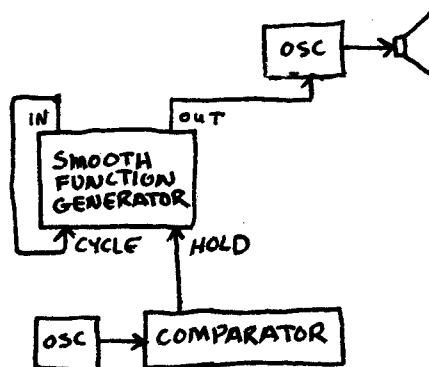 OSC
IN
OUT
SMOOTH
FUNCTION
GENERATOR
CYCLE
HOLD
OSC
COMPARATOR